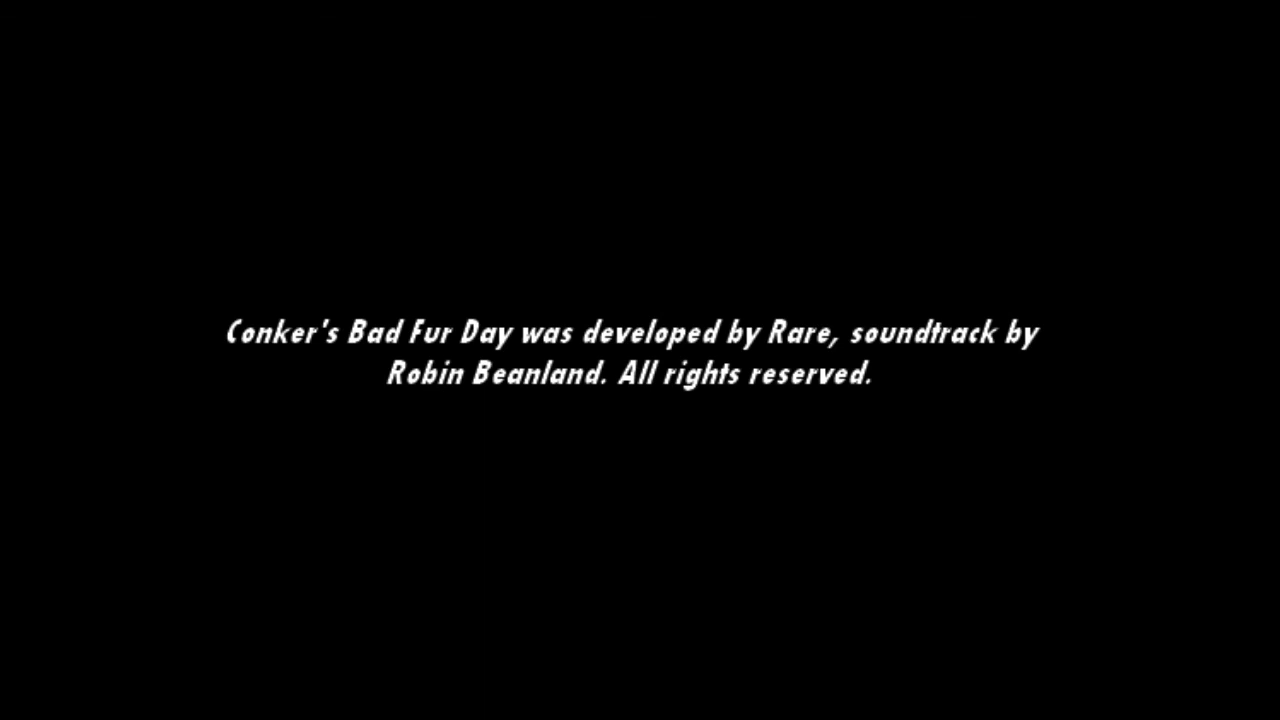 Conker's Bad Fur Day was developed by Rare, soundtrack by
Robin Beanland. All rights reserved.